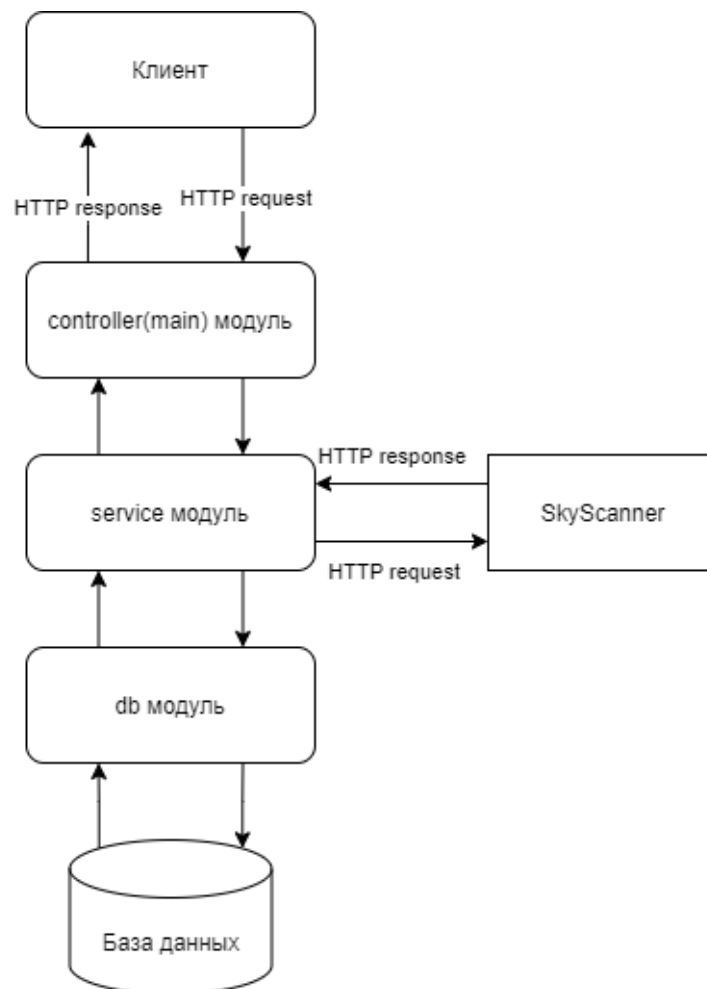 Клиент
HTTP response
HTTP request
controller(main) модуль
HTTP response
service модуль
SkyScanner
HTTP request
db модуль
База данных